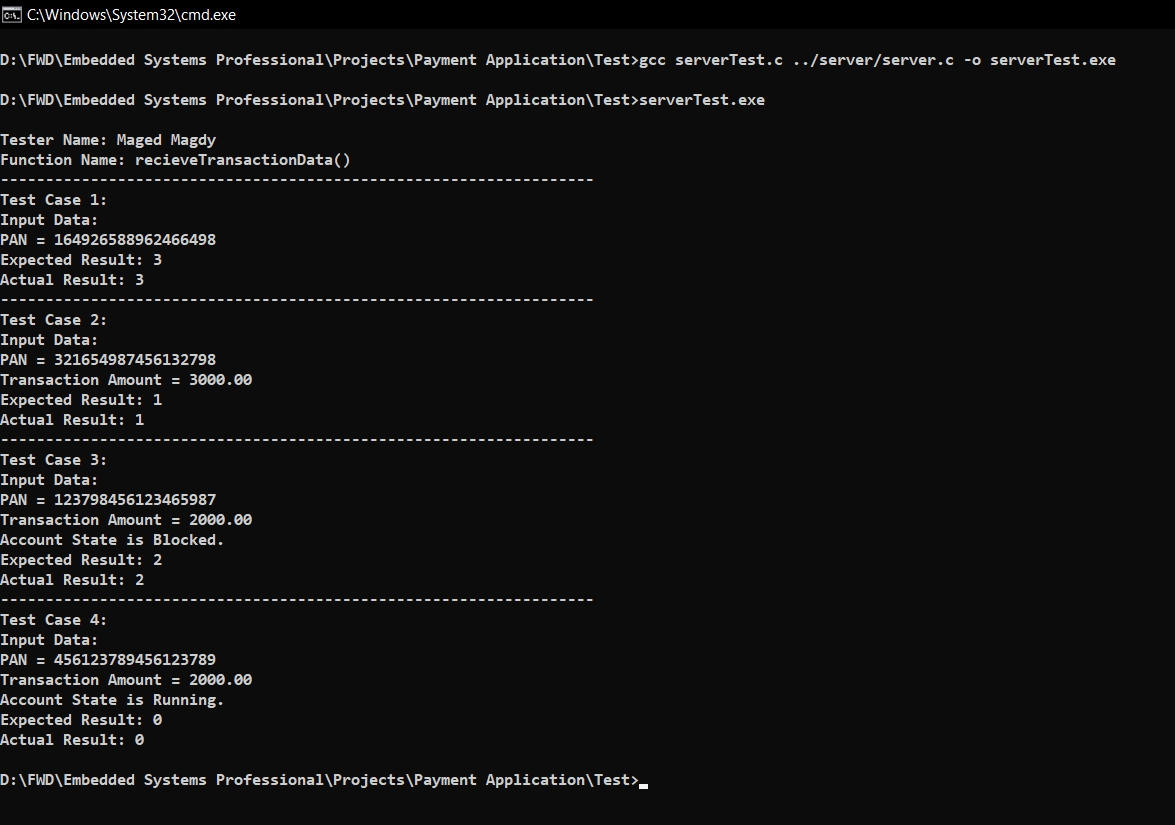 C:\Windows\System32\cmd.exe
D:\FWD\Embedded Systems Professional\Projects\Payment Application\Test>gcc serverTest.c ../server/server.c -o serverTest.exe
D:\FWD\Embedded Systems Professional\Projects\Payment Application\Test>serverTest.exe
Tester Name: Maged Magdy
Function Name: recieveTransactionData()
------------------------------------------------------------------
Test Case 1:
Input Data:
PAN = 164926588962466498
Expected Result: 3
Actual Result: 3
------------------------------------------------------------------
Test Case 2:
Input Data:
PAN = 321654987456132798
Transaction Amount = 3000.00
Expected Result: 1
Actual Result: 1
------------------------------------------------------------------
Test Case 3:
Input Data:
PAN = 123798456123465987
Transaction Amount = 2000.00
Account State is Blocked.
Expected Result: 2
Actual Result: 2
------------------------------------------------------------------
Test Case 4:
Input Data:
PAN = 456123789456123789
Transaction Amount = 2000.00
Account State is Running.
Expected Result: 0
Actual Result: 0
D:\FWD\Embedded Systems Professional\Projects\Payment Application\Test>